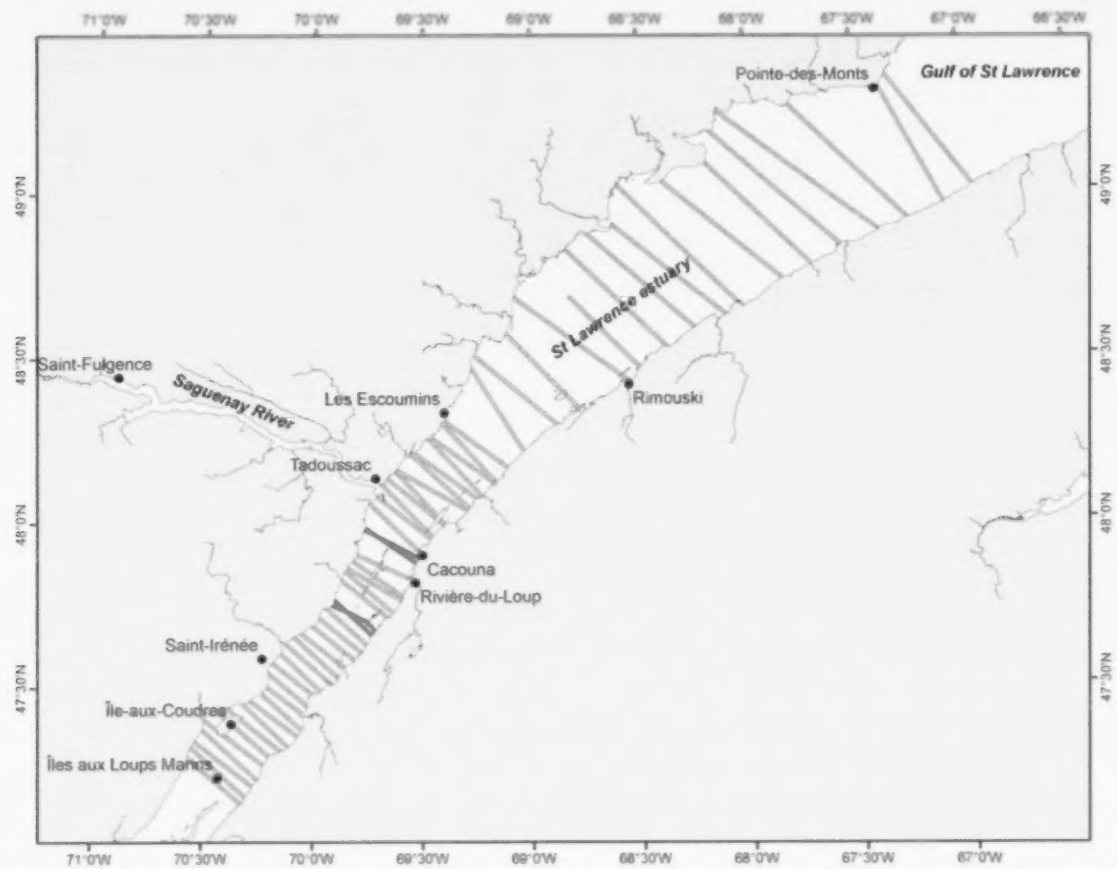 71°0'W 70°30'W 70°0'W 69°30'W 69°0'W 68°30'W 68°0'W 67°30'W 67°0'W 66°30'W
Pointe-des-Monts
Gulf of St Lawrence
49°0'N
49°0'N
St Lawrence estuary
48°30'N
48°30'N
Saint-Fulgence
Saguenay River
Les Escoumins
Rimouski
Tadoussac
48°0'N
48°0'N
Cacouna
Rivière-du-Loup
Saint-Irénée
47°30'N
47°30'N
Île-aux-Coudres
Îles aux Loups Marins
71°0'W 70°30'W 70°0'W 69°30'W 69°0'W 68°30'W 68°0'W 67°30'W 67°0'W